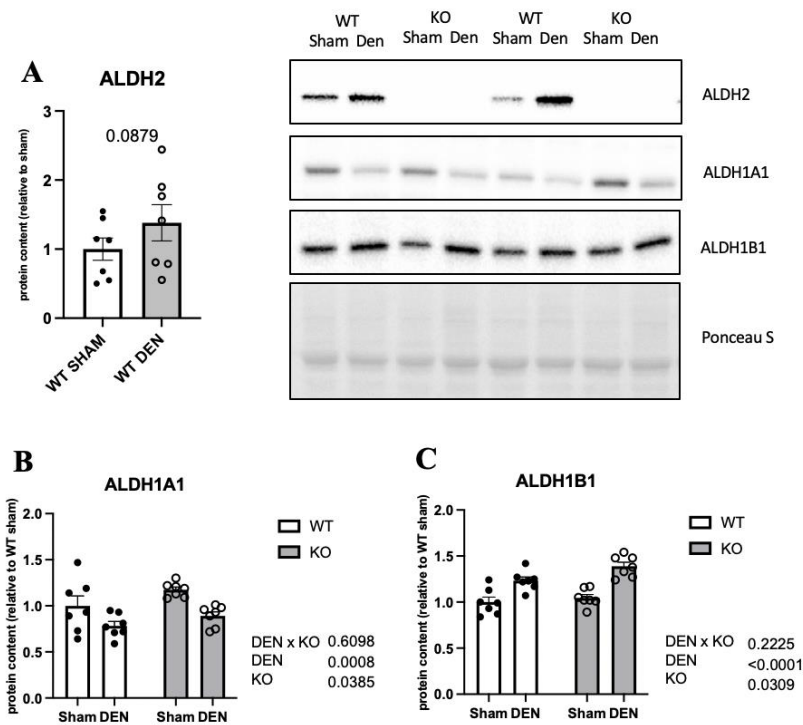 WT KO WT KO
Sham Den Sham Den Sham Den Sham Den
A
ALDH2
0.0879
3
2
1
0
protein content (relative to sham)
WT SHAM
WT DEN
ALDH2
ALDH1A1
ALDH1B1
Ponceau S
B
ALDH1A1
2.0
1.5
1.0
0.5
0.0
protein content (relative to WT sham)
Sham DEN Sham DEN
WT
KO
DEN x KO 0.6098
DEN 0.0008
KO 0.0385
C
ALDH1B1
2.0
1.5
1.0
0.5
0.0
protein content (relative to WT sham)
Sham DEN Sham DEN
WT
KO
DEN x KO 0.2225
DEN <0.0001
KO 0.0309